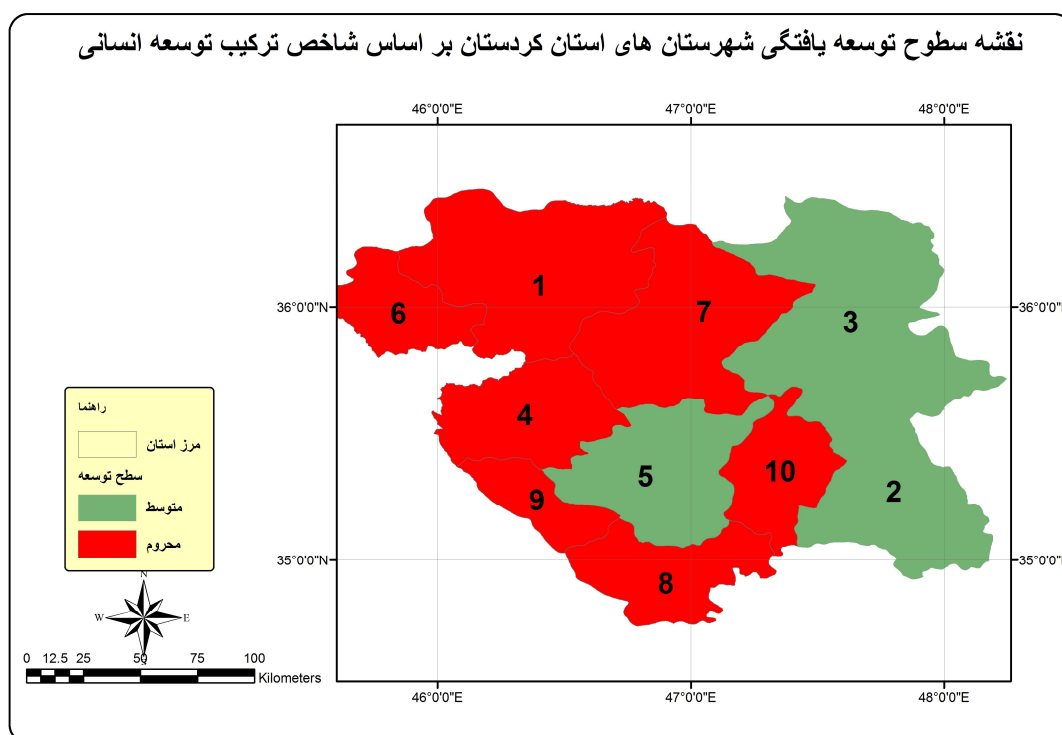 نقشه سطوح توسعه یافتگی شهرستان های استان کردستان بر اساس شاخص ترکیب توسعه انسانی
46°0'0"E 47°0'0"E 48°0'0"E
36°0'0"N 36°0'0"N
35°0'0"N 35°0'0"N
1
7
6
3
4
5
10
2
9
8
راهنما
مرز استان
سطح توسعه
متوسط
محروم
N
W E
S
0 12.5 25 50 75 100
Kilometers
46°0'0"E 47°0'0"E 48°0'0"E